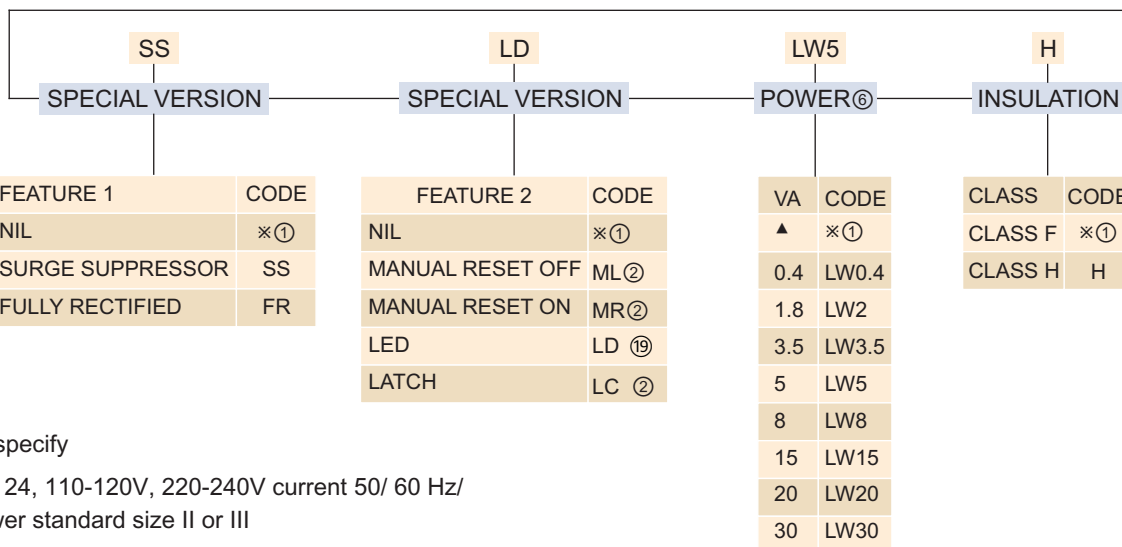 SS LD LW5 H
SPECIAL VERSION SPECIAL VERSION POWER⑥ INSULATION
FEATURE 1 CODE
NIL ※①
SURGE SUPPRESSOR SS
FULLY RECTIFIED FR
FEATURE 2 CODE
NIL ※①
MANUAL RESET OFF ML②
MANUAL RESET ON MR②
LED LD ⑲
LATCH LC ②
VA CODE
▲ ※①
0.4 LW0.4
1.8 LW2
3.5 LW3.5
5 LW5
8 LW8
15 LW15
20 LW20
30 LW30
CLASS CODE
CLASS F ※①
CLASS H H
specify
24, 110-120V, 220-240V current 50/ 60 Hz/
standard size II or III